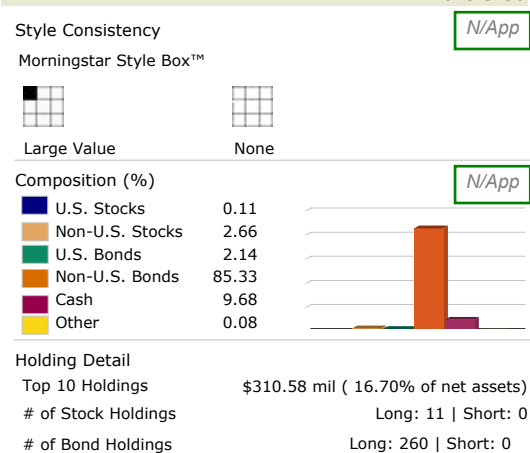 Style Consistency N/App
Morningstar Style Box™
Large Value None
Composition (%) N/App
U.S. Stocks 0.11
Non-U.S. Stocks 2.66
U.S. Bonds 2.14
Non-U.S. Bonds 85.33
Cash 9.68
Other 0.08
Holding Detail
Top 10 Holdings $310.58 mil ( 16.70% of net assets)
# of Stock Holdings Long: 11 | Short: 0
# of Bond Holdings Long: 260 | Short: 0